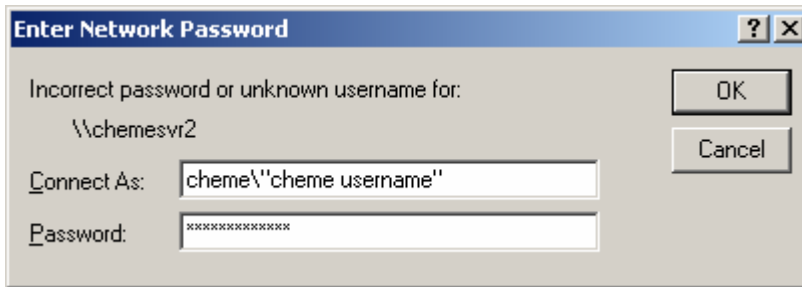 Enter Network Password
Incorrect password or unknown username for:
\\chemesvr2
OK
Cancel
Connect As: cheme\"cheme username"
Password: *************